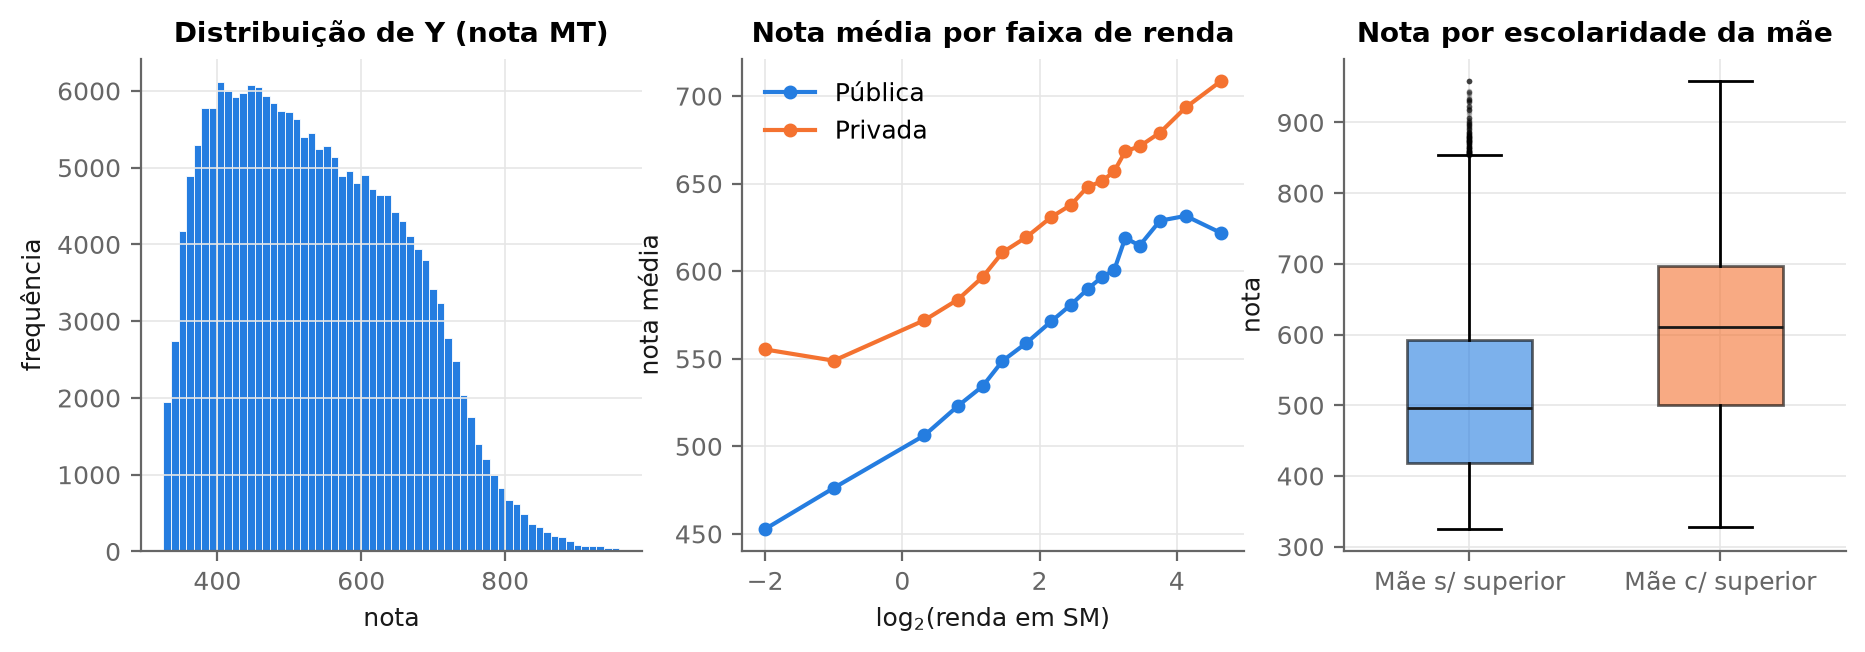 Distribuição de Y (nota MT)
frequência
6000
5000
4000
3000
2000
1000
0
400
600
800
nota
Nota média por faixa de renda
Pública
Privada
nota média
700
650
600
550
500
450
−2
0
2
4
log₂(renda em SM)
Nota por escolaridade da mãe
nota
900
800
700
600
500
400
300
Mãe s/ superior
Mãe c/ superior